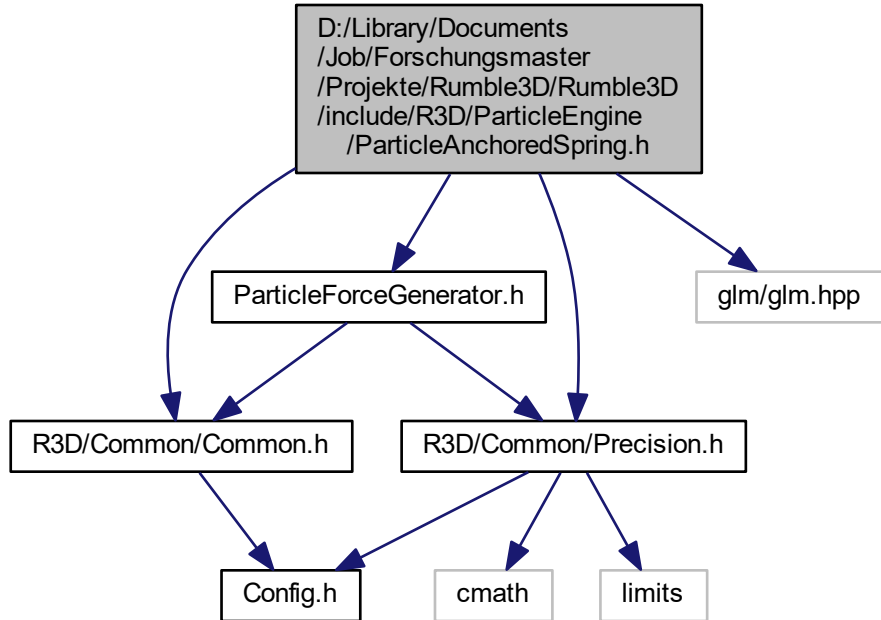 D:/Library/Documents
/Job/Forschungsmaster
/Projekte/Rumble3D/Rumble3D
/include/R3D/ParticleEngine
/ParticleAnchoredSpring.h
ParticleForceGenerator.h
glm/glm.hpp
R3D/Common/Common.h
R3D/Common/Precision.h
Config.h
cmath
limits